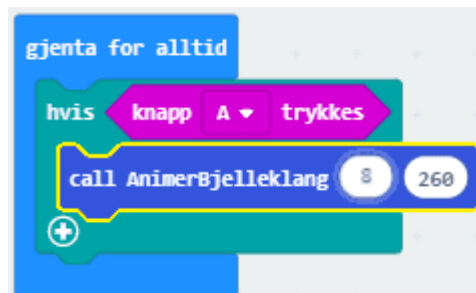 gjenta for alltid
hvis knapp A trykkes
call AnimerBjelleklang 8 260